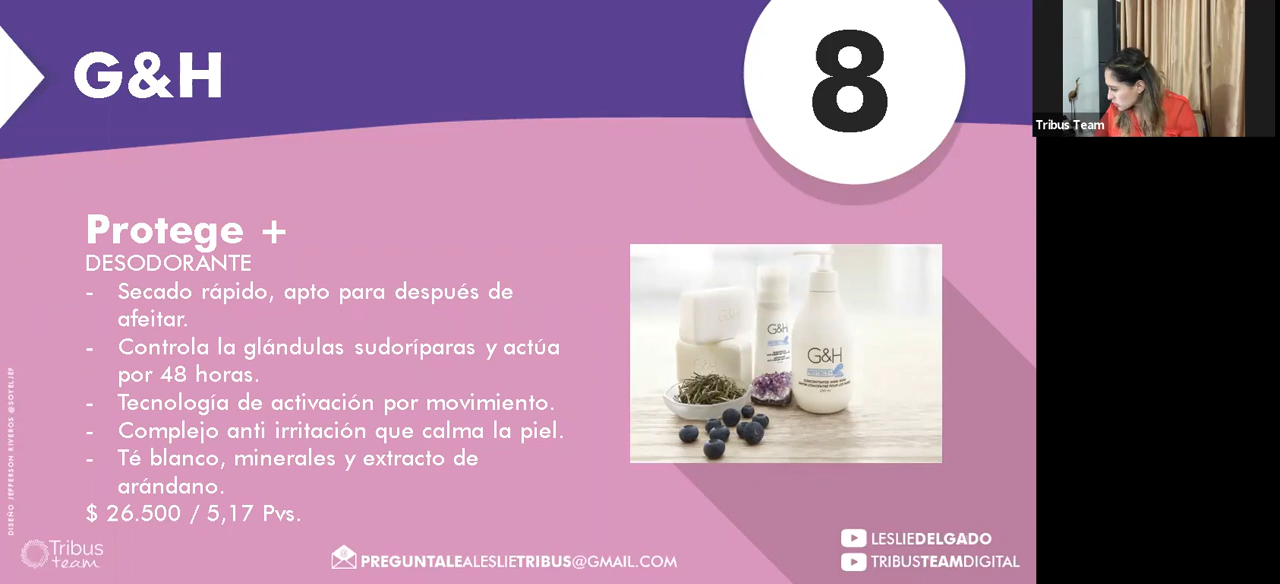 G&H
8
Tribus Team
Protege +
DESODORANTE
- Secado rápido, apto para después de
afeitar.
- Controla la glándulas sudoríparas y actúa
por 48 horas.
- Tecnología de activación por movimiento.
- Complejo anti irritación que calma la piel.
- Té blanco, minerales y extracto de
arándano.
$ 26.500 / 5,17 Pvs.
G&H
G&H
G&H
PROTECT+
DISEÑO JEFFERSON RIVEROS @SOYELJEF
Tribus
team
PREGUNTALEALESLIETRIBUS@GMAIL.COM
LESLIEDELGADO
TRIBUSTEAMDIGITAL